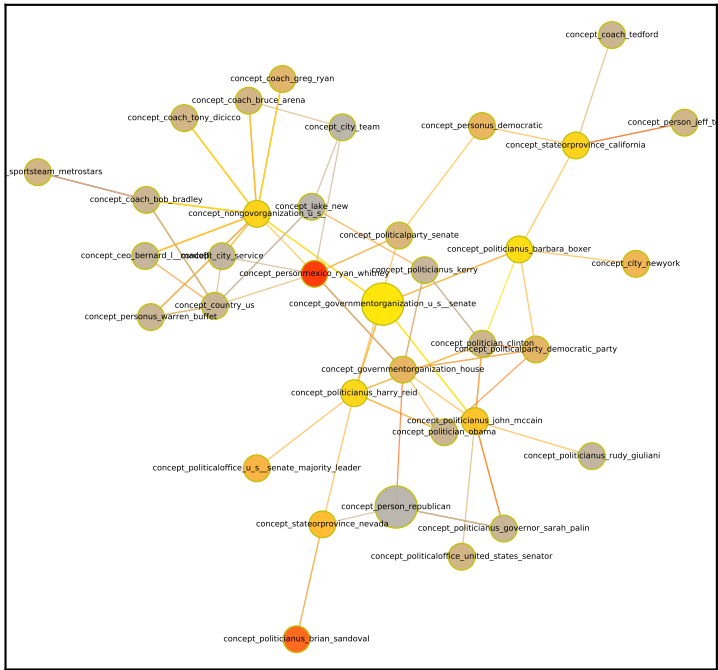 concept_coach_tedford
concept_coach_greg_ryan
concept_coach_bruce_arena
concept_coach_tony_dicicco
concept_city_team
concept_personus_democratic
concept_person_jeff_t
concept_stateorprovince_california
_sportsteam_metrostars
concept_coach_bob_bradley
concept_lake_new
concept_nongovorganization_u_s_
concept_politicalparty_senate
concept_politicianus_barbara_boxer
concept_ceo_bernard_l__madoff
concept_city_service
concept_city_newyork
concept_personmexico_ryan_whitney
concept_politicianus_kerry
concept_country_us
concept_governmentorganization_u_s__senate
concept_personus_warren_buffet
concept_politician_clinton
concept_politicalparty_democratic_party
concept_governmentorganization_house
concept_politicianus_harry_reid
concept_politicianus_john_mccain
concept_politician_obama
concept_politicianus_rudy_giuliani
concept_politicaloffice_u_s__senate_majority_leader
concept_person_republican
concept_stateorprovince_nevada
concept_politicianus_governor_sarah_palin
concept_politicaloffice_united_states_senator
concept_politicianus_brian_sandoval